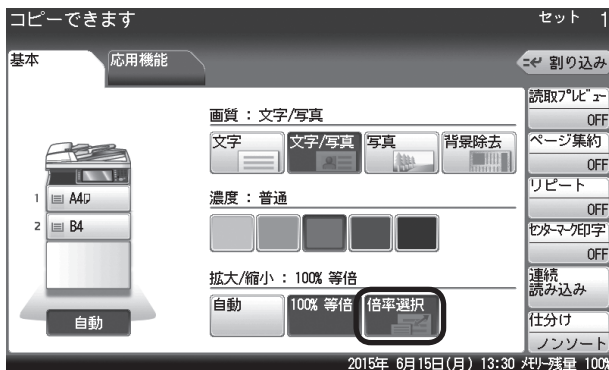 コピーできます
セット 1
基本
応用機能
割り込み
画質 : 文字/写真
文字
文字/写真
写真
背景除去
濃度 : 普通
拡大/縮小 : 100% 等倍
自動
100% 等倍
倍率選択
1 A4
2 B4
自動
読取プレビュー
OFF
ページ集約
OFF
リピート
OFF
センターマーク印字
OFF
連続
読み込み
仕分け
ノンソート
2015年 6月15日(月) 13:30 メモリー残量 100%